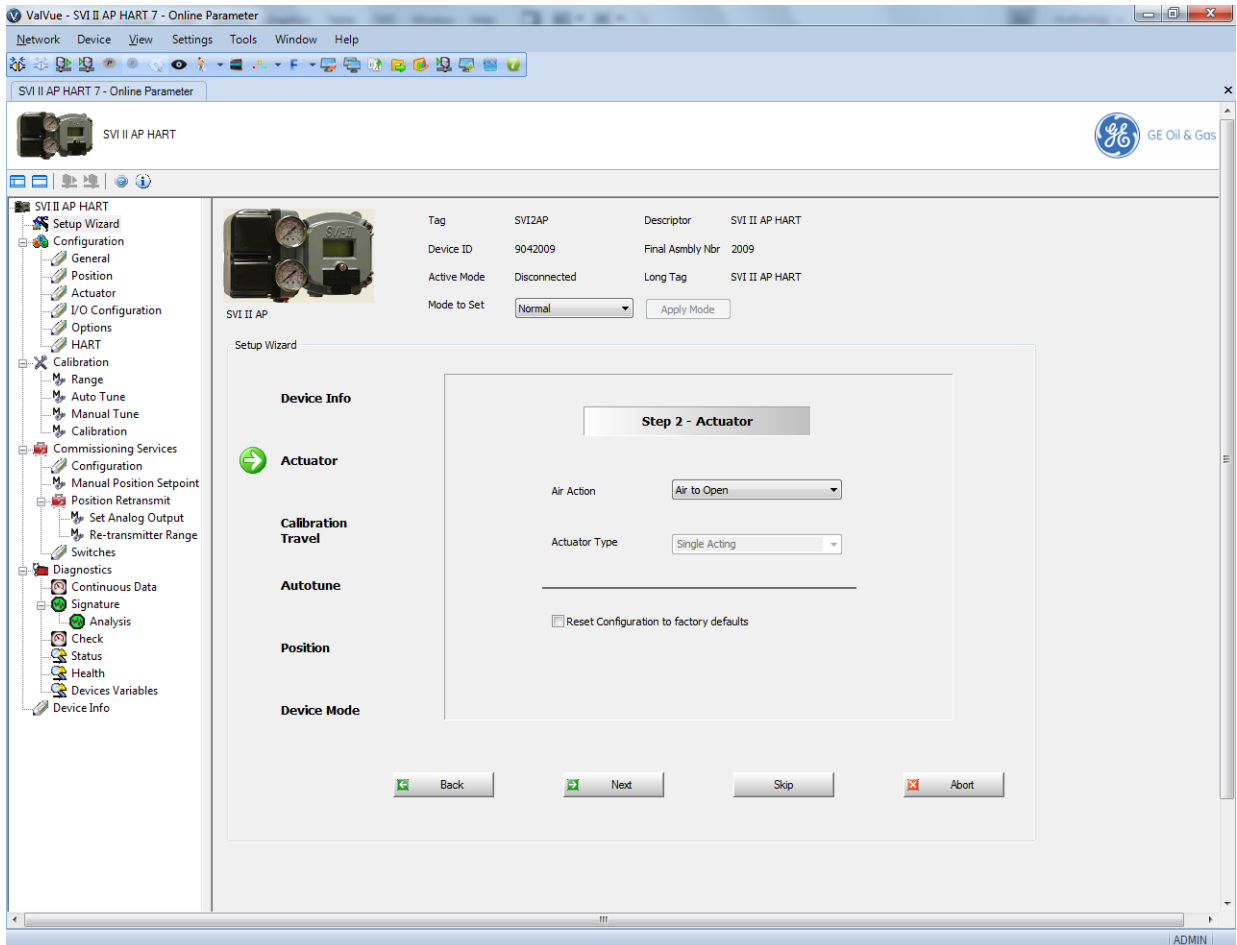 ValVue - SVI II AP HART 7 - Online Parameter
Network Device View Settings Tools Window Help
F
SVI II AP HART 7 - Online Parameter
SVI II AP HART
GE Oil & Gas
SVI II AP HART
Setup Wizard
Configuration
General
Position
Actuator
I/O Configuration
Options
HART
Calibration
Range
Auto Tune
Manual Tune
Calibration
Commissioning Services
Configuration
Manual Position Setpoint
Position Retransmit
Set Analog Output
Re-transmitter Range
Switches
Diagnostics
Continuous Data
Signature
Analysis
Check
Status
Health
Devices Variables
Device Info
SVI II AP
Tag SVI2AP Descriptor SVI II AP HART
Device ID 9042009 Final Asmbly Nbr 2009
Active Mode Disconnected Long Tag SVI II AP HART
Mode to Set Normal Apply Mode
Setup Wizard
Device Info
Actuator
Calibration
Travel
Autotune
Position
Device Mode
Step 2 - Actuator
Air Action Air to Open
Actuator Type Single Acting
Reset Configuration to factory defaults
Back Next Skip Abort
ADMIN